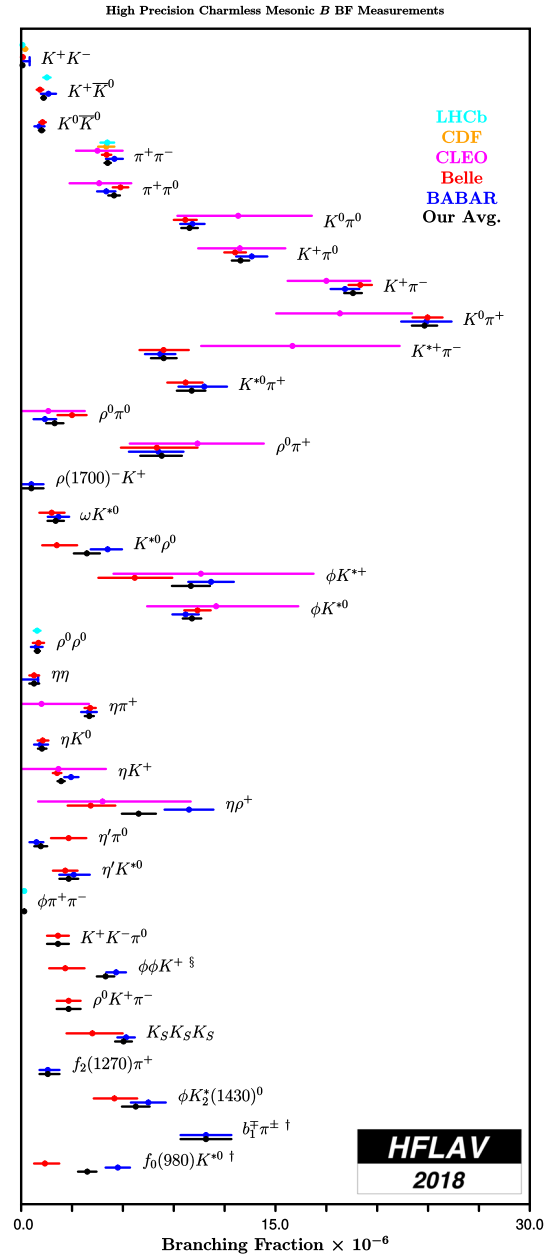 High Precision Charmless Mesonic B BF Measurements
K⁺K⁻
K⁺K̅⁰
K⁰K̅⁰
LHCb
CDF
π⁺π⁻
CLEO
Belle
π⁺π⁰
BABAR
Our Avg.
K⁰π⁰
K⁺π⁰
K⁺π⁻
K⁰π⁺
K*⁺π⁻
K*⁰π⁺
ρ⁰π⁰
ρ⁰π⁺
ρ(1700)⁻K⁺
ωK*⁰
K*⁰ρ⁰
ϕK*⁺
ϕK*⁰
ρ⁰ρ⁰
ηη
ηπ⁺
ηK⁰
ηK⁺
ηρ⁺
η′π⁰
η′K*⁰
ϕπ⁺π⁻
K⁺K⁻π⁰
ϕϕK⁺ §
ρ⁰K⁺π⁻
K_SK_SK_S
f₂(1270)π⁺
ϕK₂*(1430)⁰
b₁∓π± †
f₀(980)K*⁰ †
HFLAV
2018
0.0 15.0 30.0
Branching Fraction × 10⁻⁶